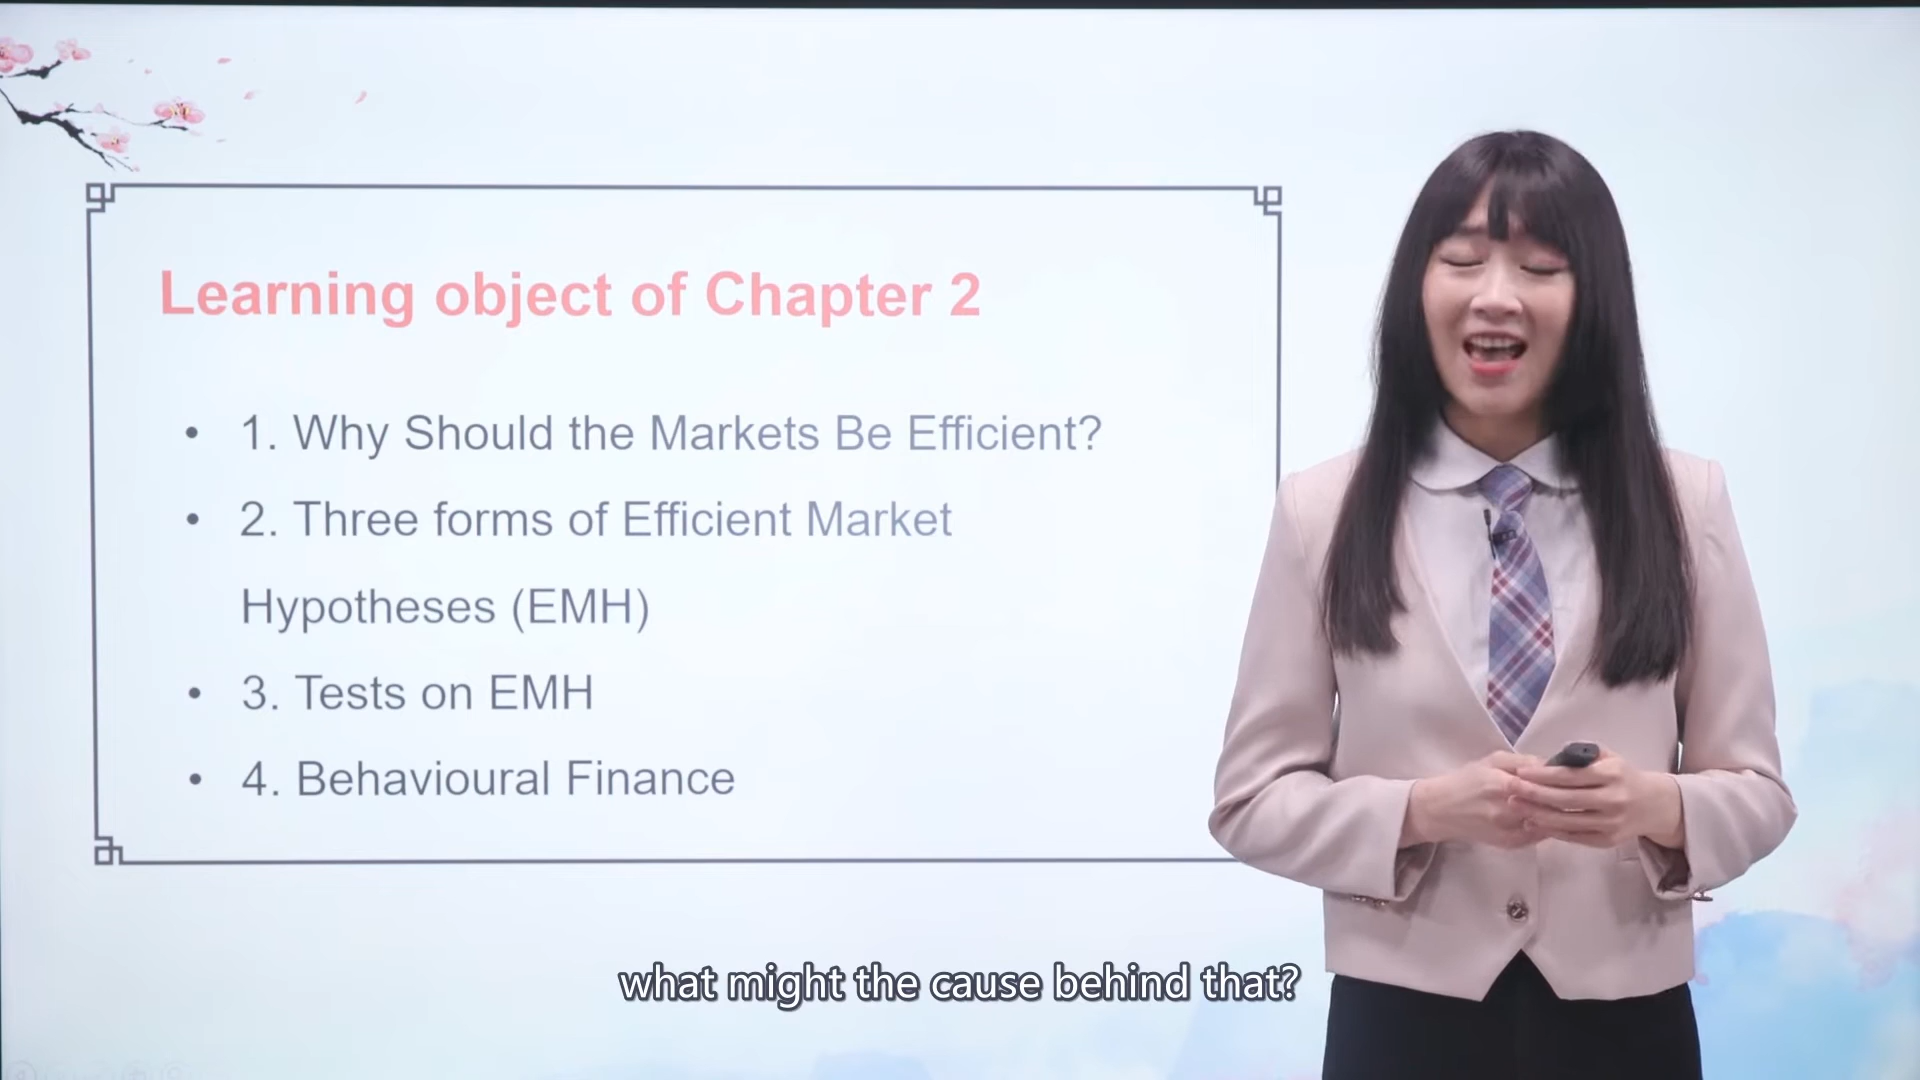 Learning object of Chapter 2
• 1. Why Should the Markets Be Efficient?
• 2. Three forms of Efficient Market
Hypotheses (EMH)
• 3. Tests on EMH
• 4. Behavioural Finance
what might the cause behind that?